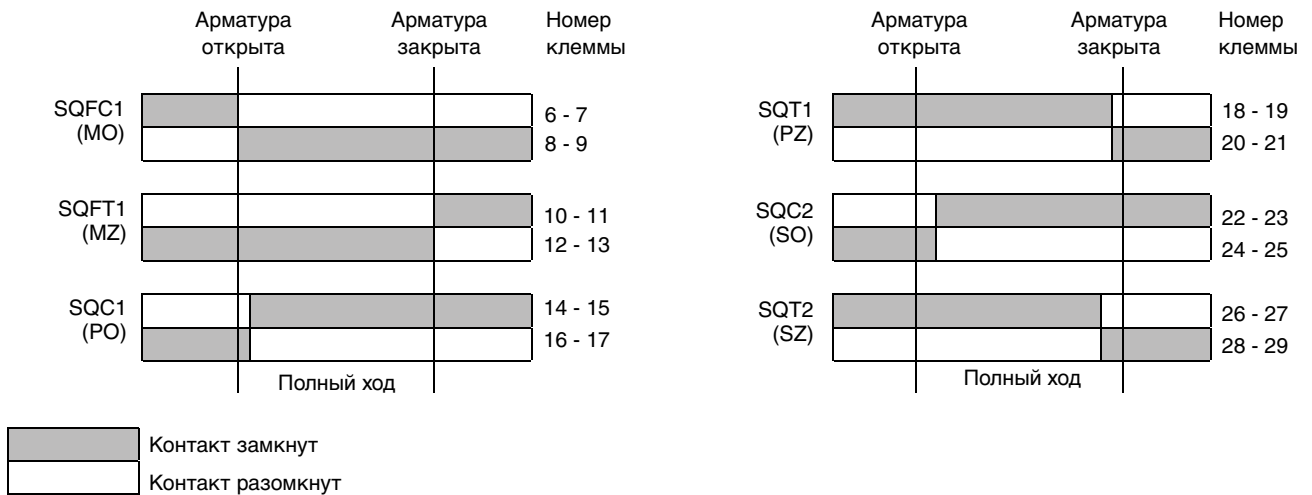 Арматура открыта
Арматура закрыта
Номер клеммы
SQFC1 (MO)
6 - 7
8 - 9
SQFT1 (MZ)
10 - 11
12 - 13
SQC1 (PO)
14 - 15
16 - 17
Полный ход
Арматура открыта
Арматура закрыта
Номер клеммы
SQT1 (PZ)
18 - 19
20 - 21
SQC2 (SO)
22 - 23
24 - 25
SQT2 (SZ)
26 - 27
28 - 29
Полный ход
Контакт замкнут
Контакт разомкнут